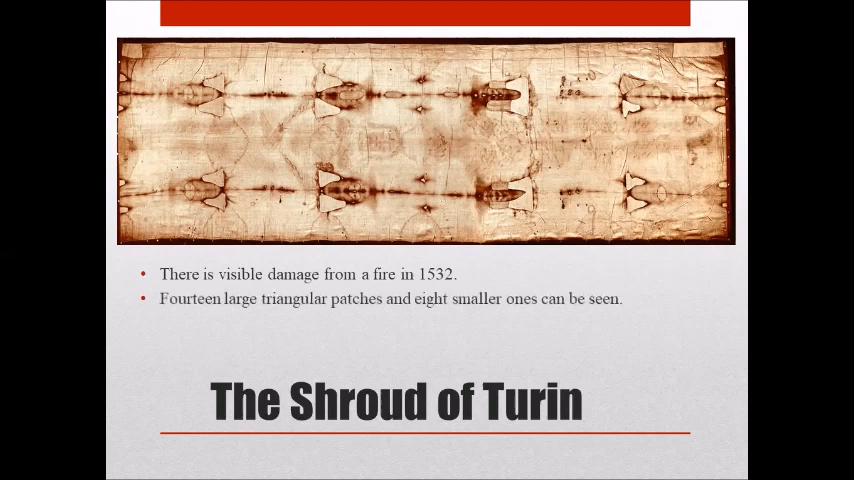 There is visible damage from a fire in 1532.
Fourteen large triangular patches and eight smaller ones can be seen.
The Shroud of Turin